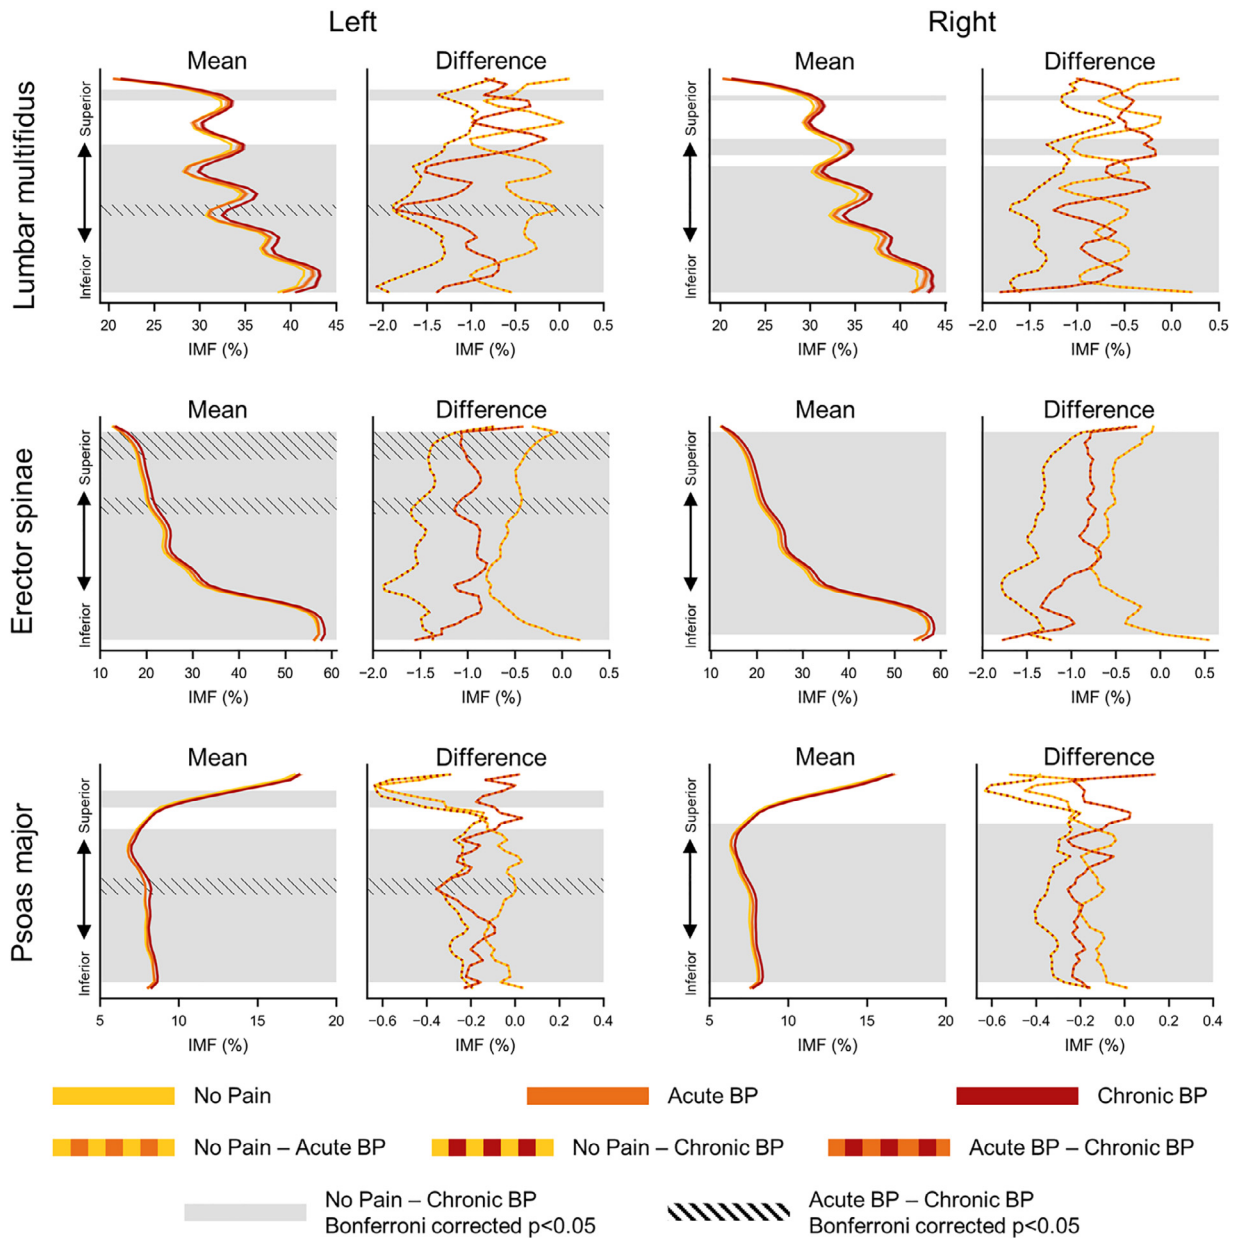 Left
Right
Mean
Difference
Mean
Difference
Lumbar multifidus
Superior
Inferior
Superior
Inferior
20 25 30 35 40 45
−2.0 −1.5 −1.0 −0.5 0.0 0.5
20 25 30 35 40 45
−2.0 −1.5 −1.0 −0.5 0.0 0.5
IMF (%)
IMF (%)
IMF (%)
IMF (%)
Mean
Difference
Mean
Difference
Erector spinae
Superior
Inferior
Superior
Inferior
10 20 30 40 50 60
−2.0 −1.5 −1.0 −0.5 0.0 0.5
10 20 30 40 50 60
−2.0 −1.5 −1.0 −0.5 0.0 0.5
IMF (%)
IMF (%)
IMF (%)
IMF (%)
Mean
Difference
Mean
Difference
Psoas major
Superior
Inferior
Superior
Inferior
5 10 15 20
−0.6 −0.4 −0.2 0.0 0.2 0.4
5 10 15 20
−0.6 −0.4 −0.2 0.0 0.2 0.4
IMF (%)
IMF (%)
IMF (%)
IMF (%)
No Pain
Acute BP
Chronic BP
No Pain – Acute BP
No Pain – Chronic BP
Acute BP – Chronic BP
No Pain – Chronic BP
Bonferroni corrected p<0.05
Acute BP – Chronic BP
Bonferroni corrected p<0.05